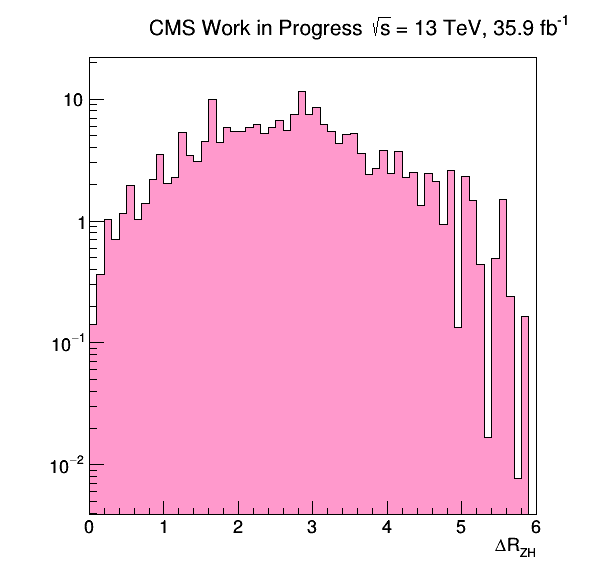 CMS Work in Progress √s = 13 TeV, 35.9 fb⁻¹
10
1
10⁻¹
10⁻²
0 1 2 3 4 5 6
ΔR_ZH